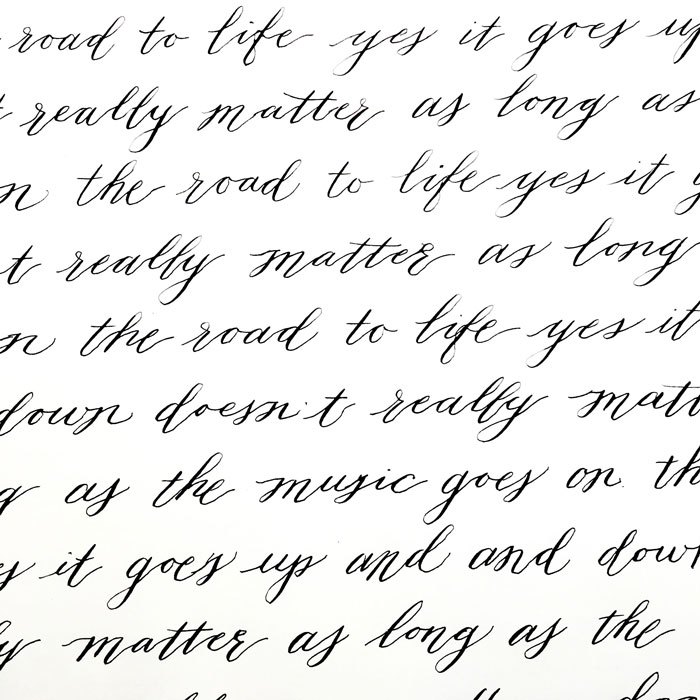 road to life yes it goes up
t really matter as long as
n the road to life yes it g
t really matter as long
n the road to life yes it
down doesn't really matt
g as the music goes on th
es it goes up and and down
ly matter as long as the